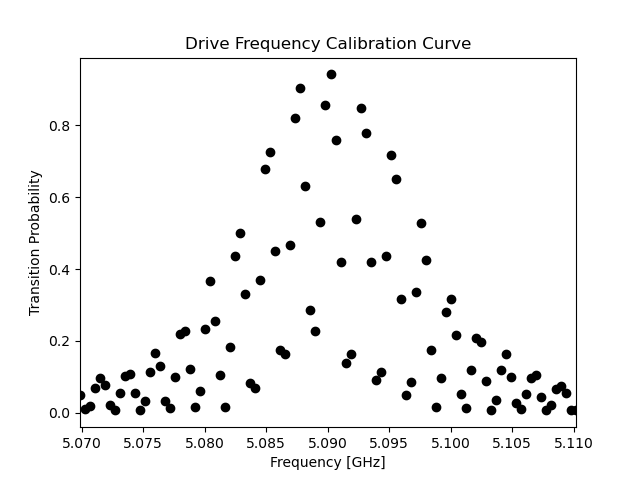 Drive Frequency Calibration Curve
Transition Probability
0.8
0.6
0.4
0.2
0.0
5.070 5.075 5.080 5.085 5.090 5.095 5.100 5.105 5.110
Frequency [GHz]